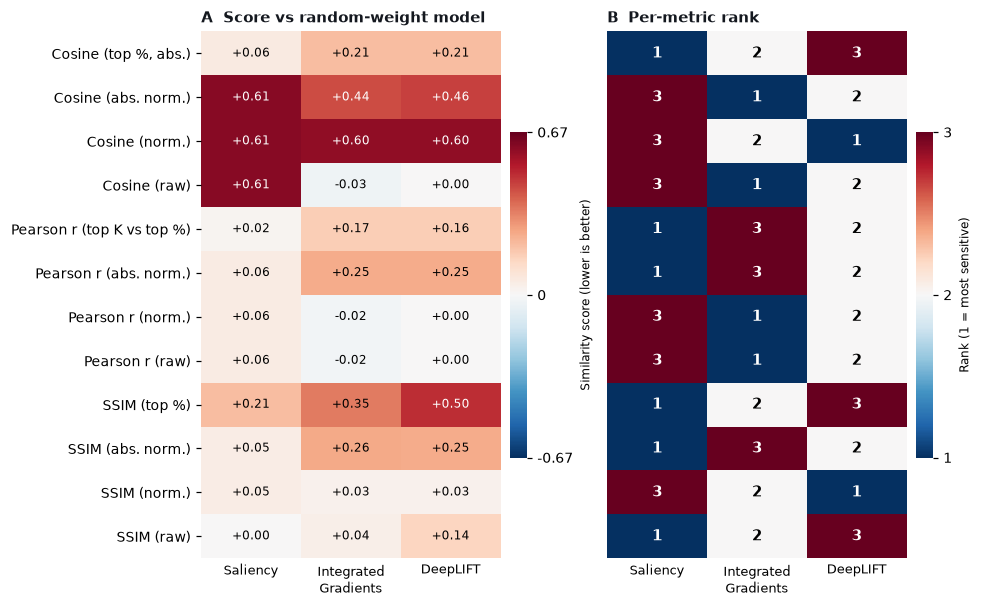 A  Score vs random-weight model
Cosine (top %, abs.) +0.06 +0.21 +0.21
Cosine (abs. norm.) +0.61 +0.44 +0.46
Cosine (norm.) +0.61 +0.60 +0.60
Cosine (raw) +0.61 -0.03 +0.00
Pearson r (top K vs top %) +0.02 +0.17 +0.16
Pearson r (abs. norm.) +0.06 +0.25 +0.25
Pearson r (norm.) +0.06 -0.02 +0.00
Pearson r (raw) +0.06 -0.02 +0.00
SSIM (top %) +0.21 +0.35 +0.50
SSIM (abs. norm.) +0.05 +0.26 +0.25
SSIM (norm.) +0.05 +0.03 +0.03
SSIM (raw) +0.00 +0.04 +0.14
Saliency
Integrated
Gradients
DeepLIFT
0.67
0
-0.67
Similarity score (lower is better)
B  Per-metric rank
1 2 3
3 1 2
3 2 1
3 1 2
1 3 2
1 3 2
3 1 2
3 1 2
1 2 3
1 3 2
3 2 1
1 2 3
Saliency
Integrated
Gradients
DeepLIFT
3
2
1
Rank (1 = most sensitive)